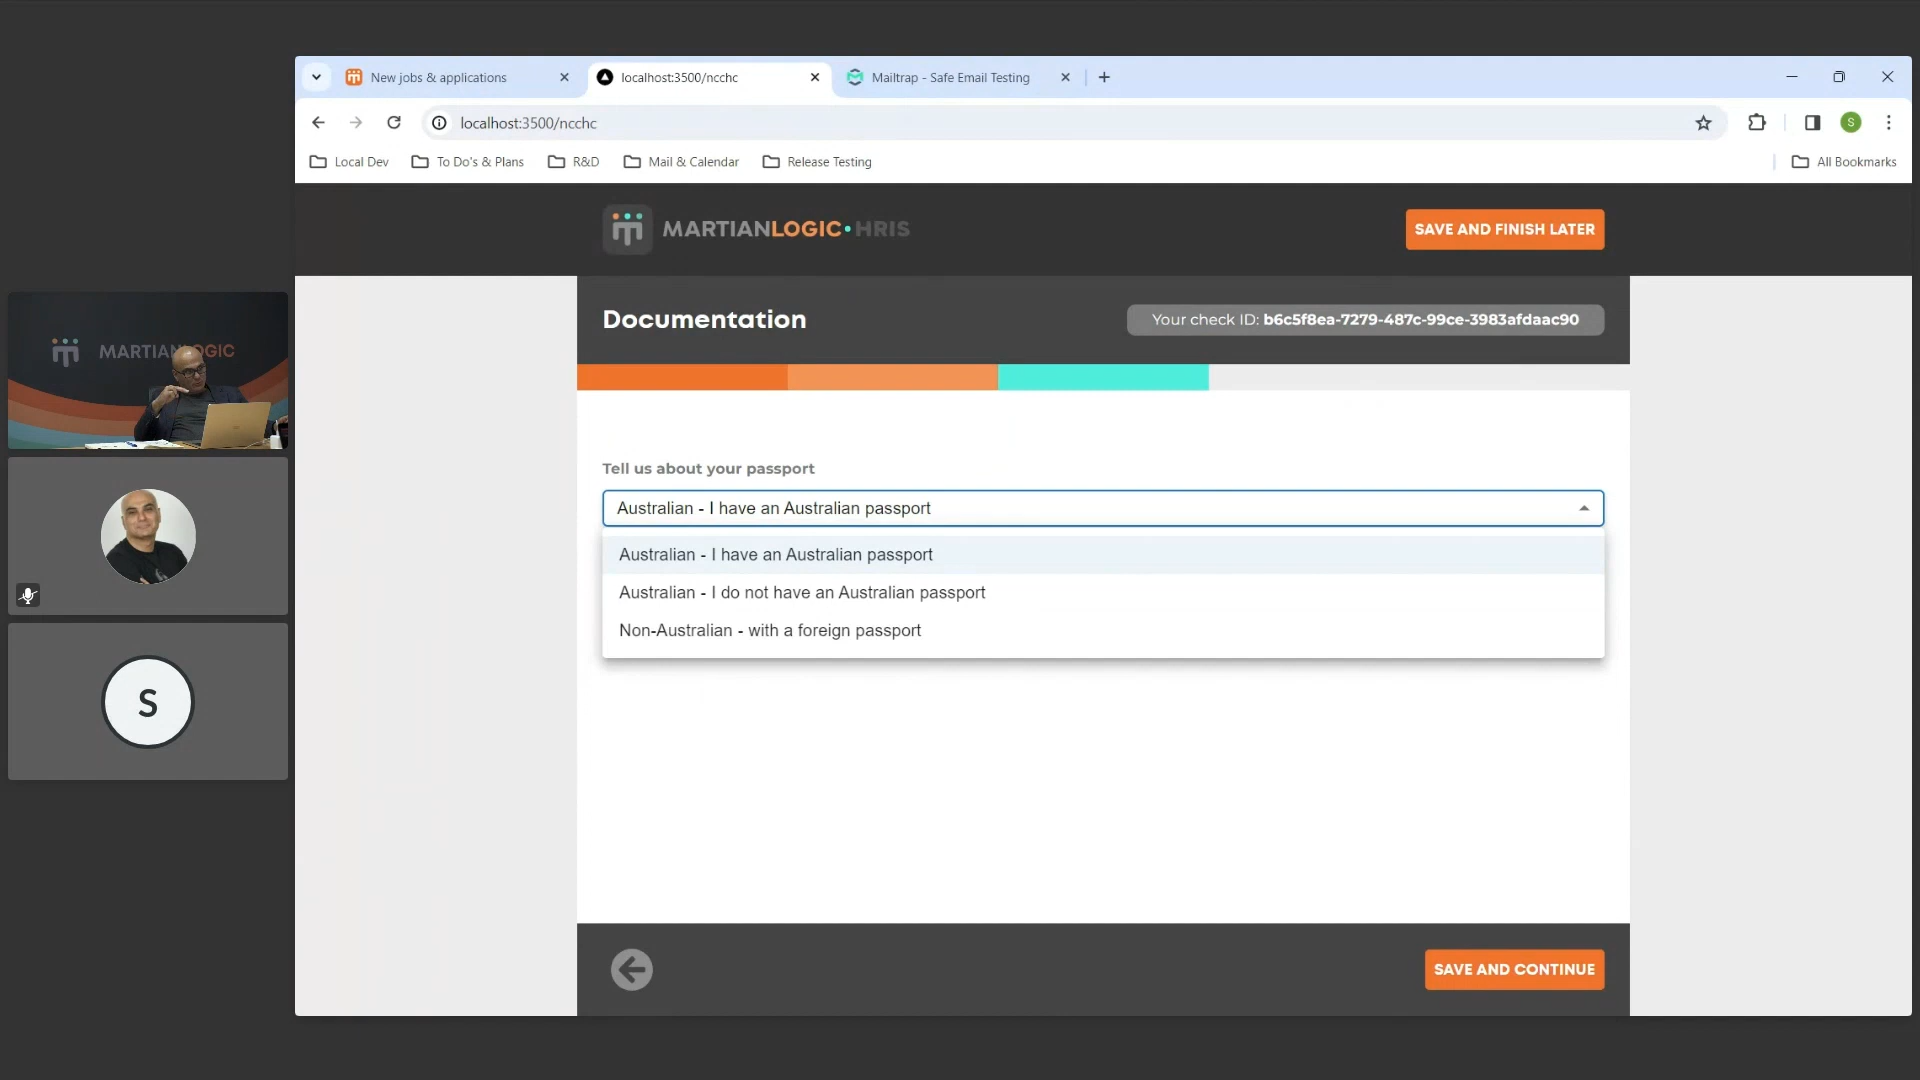 New jobs & applications
localhost:3500/ncchc
Mailtrap - Safe Email Testing
localhost:3500/ncchc
S
Local Dev
To Do's & Plans
R&D
Mail & Calendar
Release Testing
All Bookmarks
MARTIANLOGIC•HRIS
SAVE AND FINISH LATER
Documentation
Your check ID: b6c5f8ea-7279-487c-99ce-3983afdaac90
MARTIANLOGIC
Tell us about your passport
Australian - I have an Australian passport
Australian - I have an Australian passport
Australian - I do not have an Australian passport
Non-Australian - with a foreign passport
S
SAVE AND CONTINUE